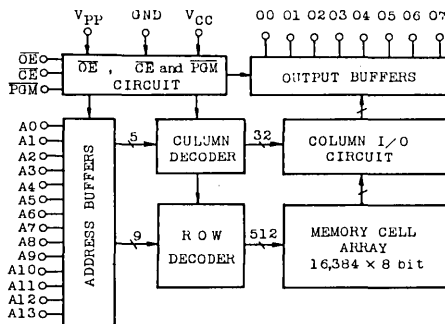 VPP GND VCC
O0 O1 O2 O3 O4 O5 O6 O7
OE
CE
PGM
OE , CE and PGM
CIRCUIT
OUTPUT BUFFERS
A0
A1
A2
A3
A4
A5
A6
A7
A8
A9
A10
A11
A12
A13
ADDRESS BUFFERS
5
CULUMN
DECODER
32
COLUMN I/O
CIRCUIT
9
ROW
DECODER
512
MEMORY CELL
ARRAY
16,384 × 8 bit